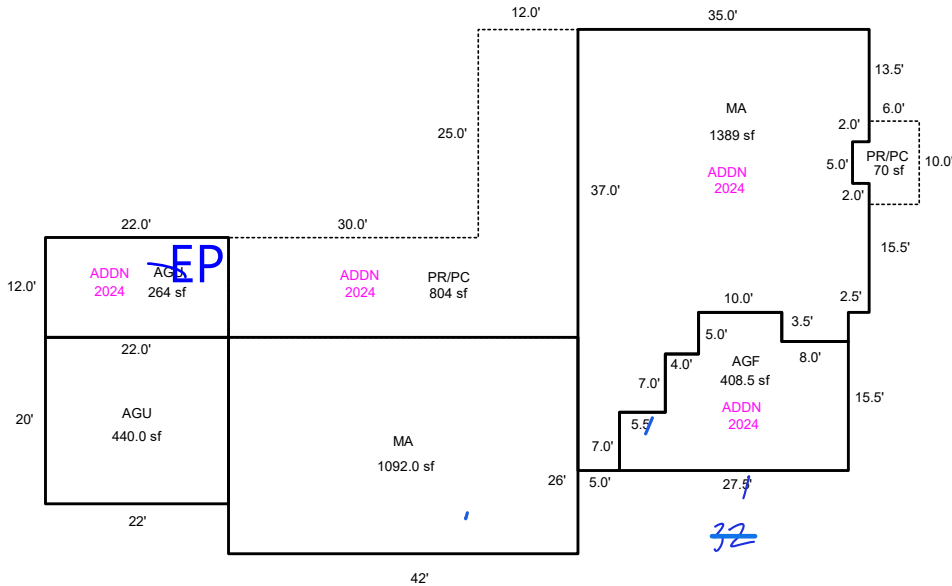 12.0'
35.0'
13.5'
6.0'
MA
1389 sf
2.0'
25.0'
PR/PC
70 sf
5.0'
10.0'
ADDN
2024
37.0'
2.0'
22.0'
30.0'
15.5'
EP
ADDN
2024
264 sf
ADDN
2024
PR/PC
804 sf
12.0'
2.5'
10.0'
3.5'
5.0'
22.0'
8.0'
4.0'
AGF
408.5 sf
7.0'
15.5'
ADDN
2024
20'
AGU
440.0 sf
5.5'
MA
1092.0 sf
7.0'
26'
5.0'
27.5'
22'
32
42'